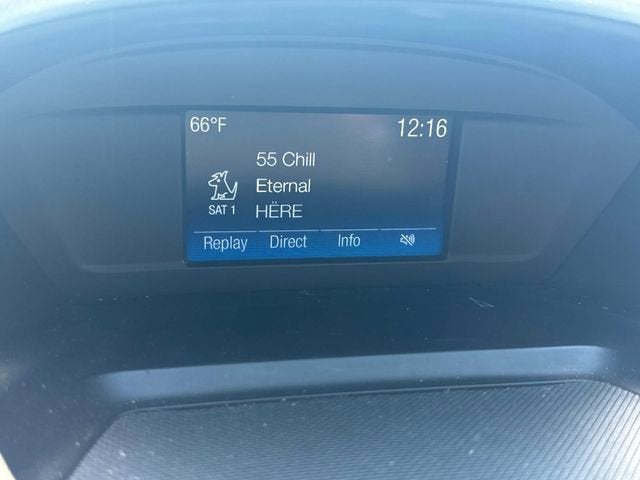 66°F 12:16
55 Chill
Eternal
SAT 1 HËRE
Replay Direct Info